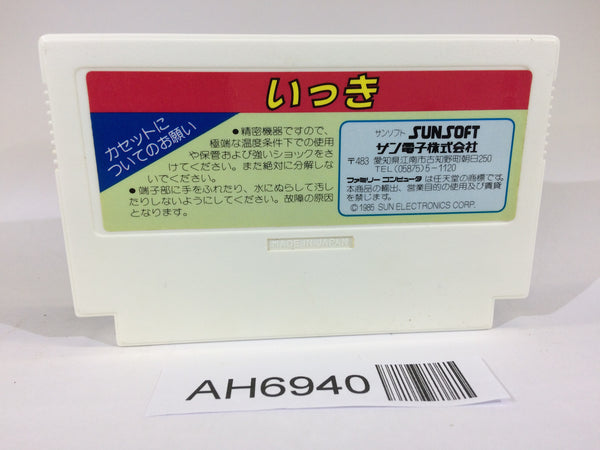 いっき
カセットに
ついてのお願い
●精密機器ですので、
極端な温度条件下での使用
や保管および強いショックをさ
けてください。また絶対に分解しな
いでください。
●端子部に手をふれたり、水にぬらして汚し
たりしないようにしてください。故障の原因
となります。
サンソフト SUNSOFT
サン電子株式会社
〒483 愛知県江南市古知野町朝日250
TEL (05875)5-1120
ファミリー コンピュータ は任天堂の商標です。
本商品の輸出、営業目的の使用及び賃貸
を禁じます。
©1985 SUN ELECTRONICS CORP.
MADE IN JAPAN
AH6940